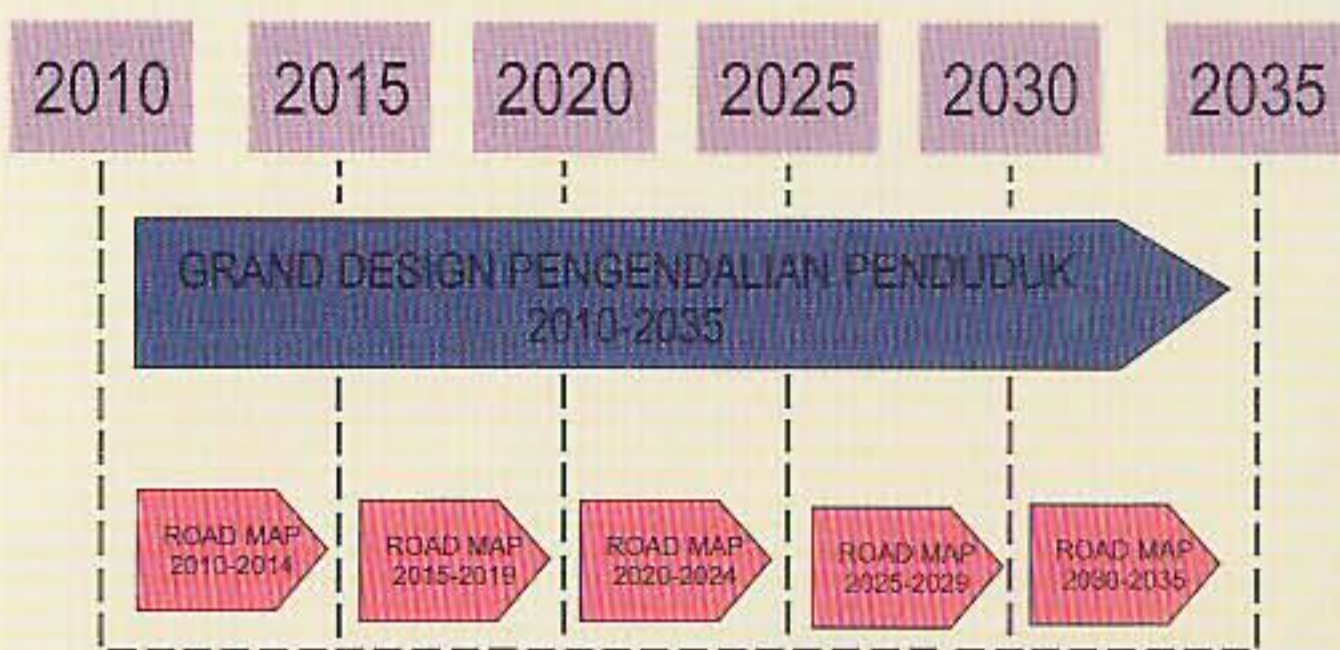 2010 2015 2020 2025 2030 2035
GRAND DESIGN PENGENDALIAN PENDUDUK
2010-2035
ROAD MAP
2010-2014
ROAD MAP
2015-2019
ROAD MAP
2020-2024
ROAD MAP
2025-2029
ROAD MAP
2030-2035